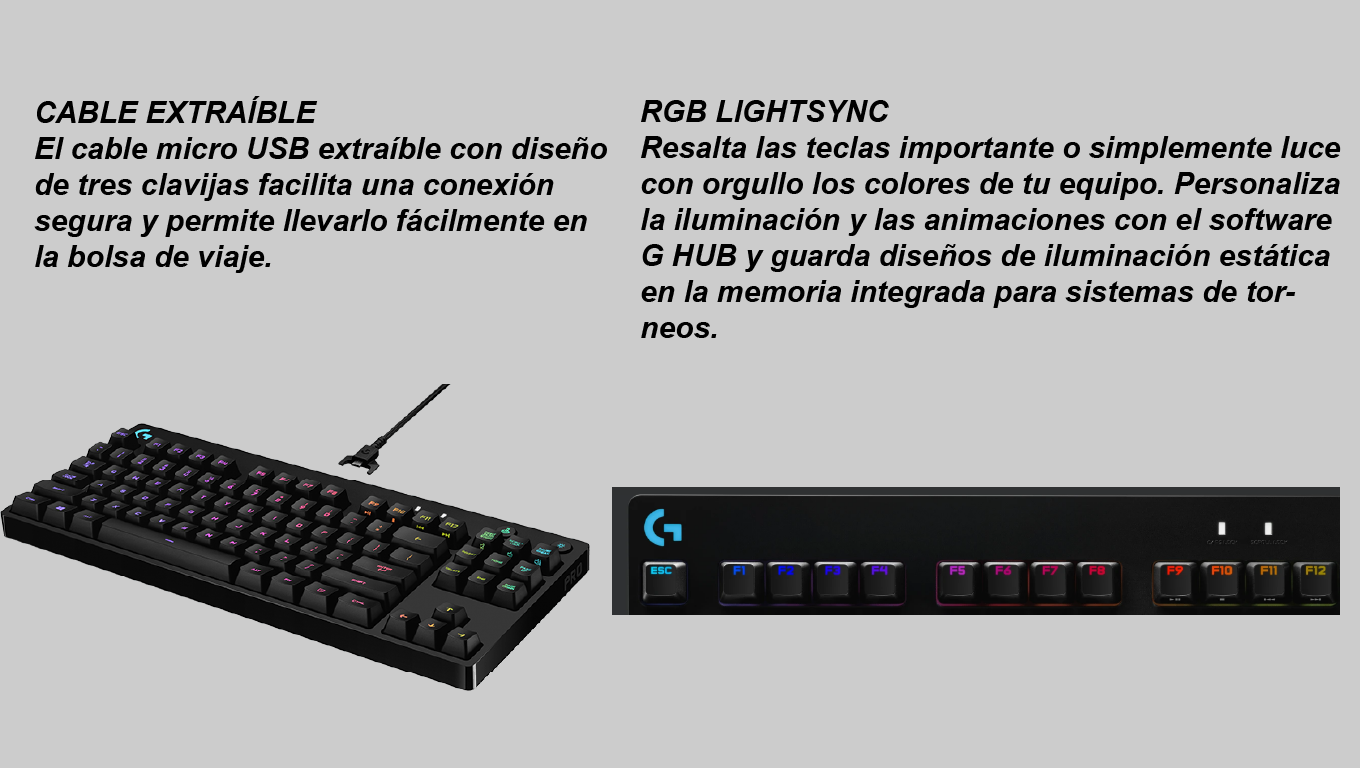 CABLE EXTRAÍBLE
El cable micro USB extraíble con diseño
de tres clavijas facilita una conexión
segura y permite llevarlo fácilmente en
la bolsa de viaje.
RGB LIGHTSYNC
Resalta las teclas importante o simplemente luce
con orgullo los colores de tu equipo. Personaliza
la iluminación y las animaciones con el software
G HUB y guarda diseños de iluminación estática
en la memoria integrada para sistemas de tor-
neos.
PRO
ESC F1 F2 F3 F4 F5 F6 F7 F8 F9 F10 F11 F12